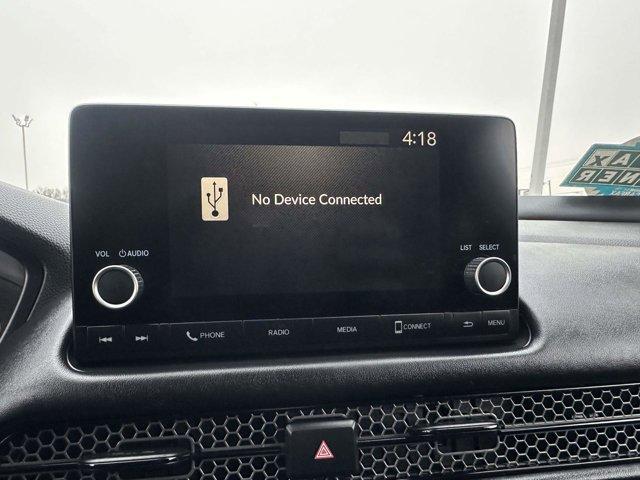 4:18
No Device Connected
VOL AUDIO
LIST SELECT
PHONE
RADIO
MEDIA
CONNECT
MENU